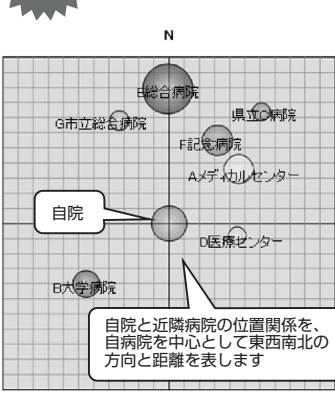 N
E総合病院
県立C病院
G市立総合病院
F記念病院
Aメディカルセンター
自院
D医療センター
B大学病院
自院と近隣病院の位置関係を、
自病院を中心として東西南北の
方向と距離を表します